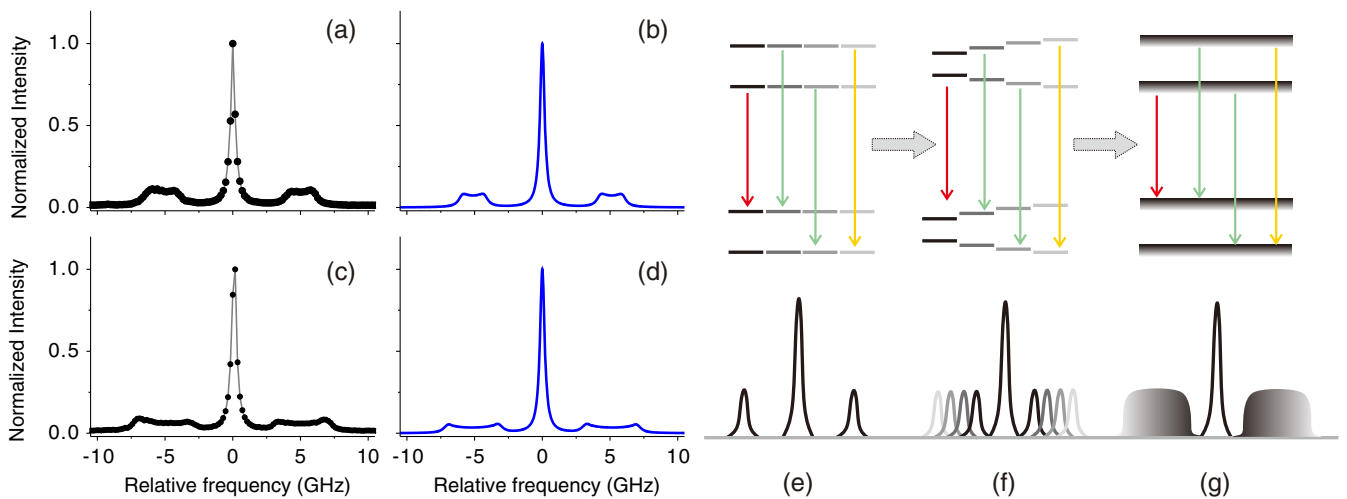 (a)
(b)
Normalized Intensity
1.0
0.5
0.0
(c)
(d)
Normalized Intensity
1.0
0.5
0.0
-10 -5 0 5 10
-10 -5 0 5 10
Relative frequency (GHz)
Relative frequency (GHz)
(e)
(f)
(g)